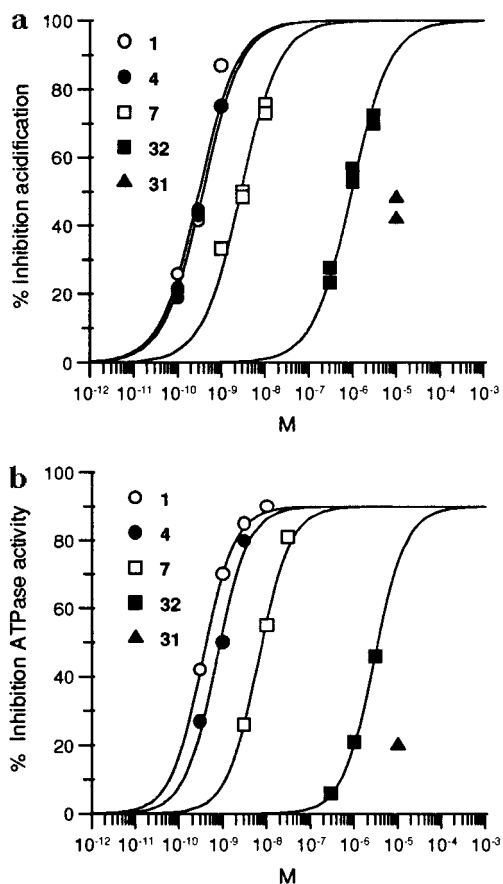 a
% Inhibition acidification
100
80
60
40
20
0
1
4
7
32
31
10⁻¹² 10⁻¹¹ 10⁻¹⁰ 10⁻⁹ 10⁻⁸ 10⁻⁷ 10⁻⁶ 10⁻⁵ 10⁻⁴ 10⁻³
M
b
% Inhibition ATPase activity
100
80
60
40
20
0
1
4
7
32
31
10⁻¹² 10⁻¹¹ 10⁻¹⁰ 10⁻⁹ 10⁻⁸ 10⁻⁷ 10⁻⁶ 10⁻⁵ 10⁻⁴ 10⁻³
M